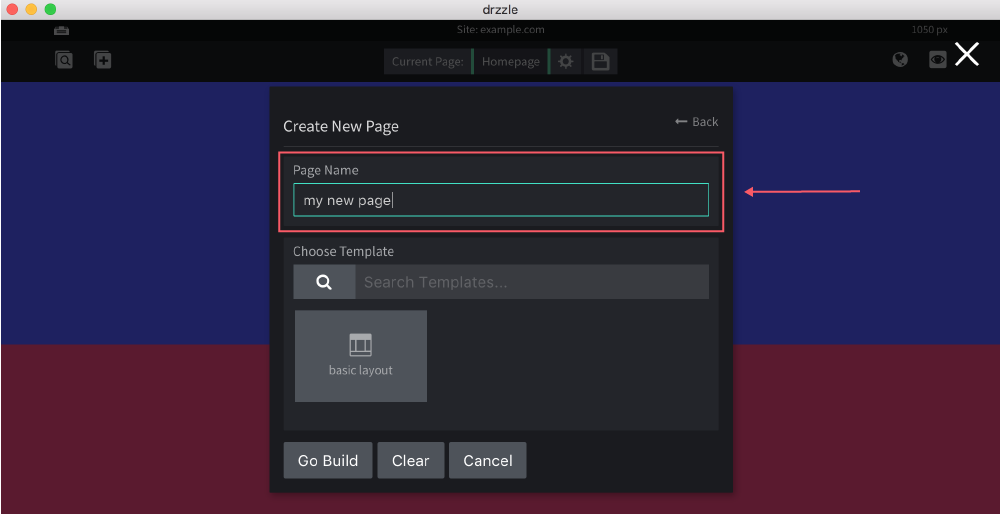 drzzle
Site: example.com
1050 px
Current Page: Homepage
Create New Page
Back
Page Name
my new page
Choose Template
Search Templates...
basic layout
Go Build Clear Cancel